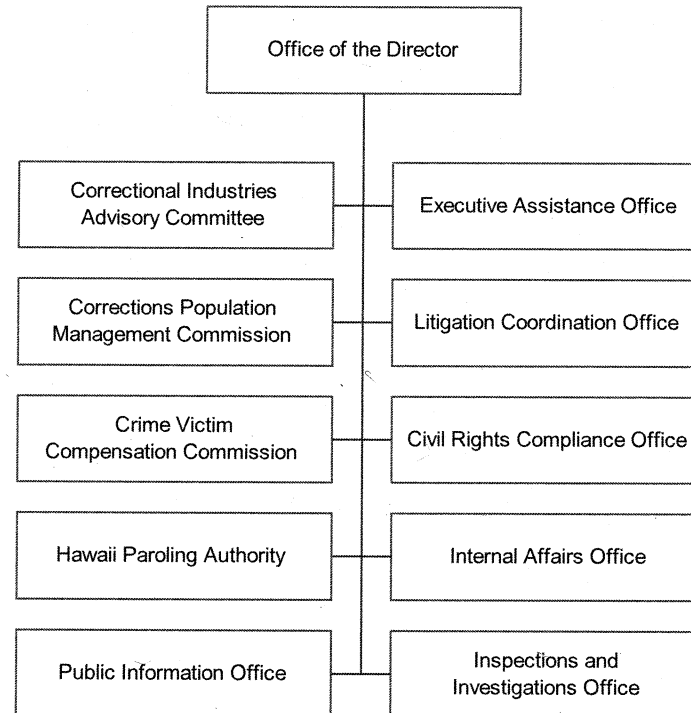 Office of the Director
Correctional Industries
Advisory Committee
Executive Assistance Office
Corrections Population
Management Commission
Litigation Coordination Office
Crime Victim
Compensation Commission
Civil Rights Compliance Office
Hawaii Paroling Authority
Internal Affairs Office
Public Information Office
Inspections and
Investigations Office